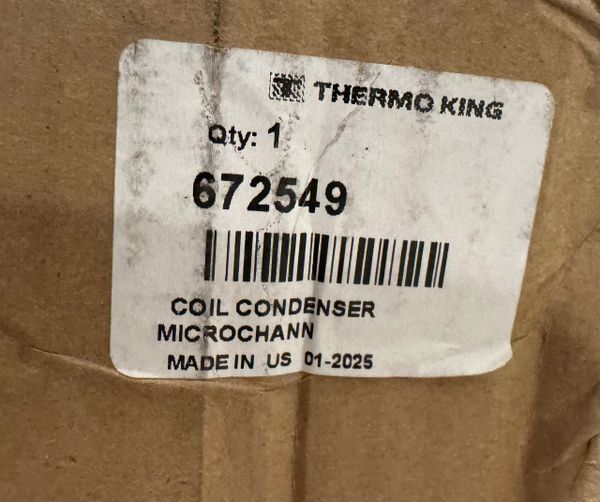 THERMO KING
Qty: 1
672549
COIL CONDENSER
MICROCHANN
MADE IN US 01-2025